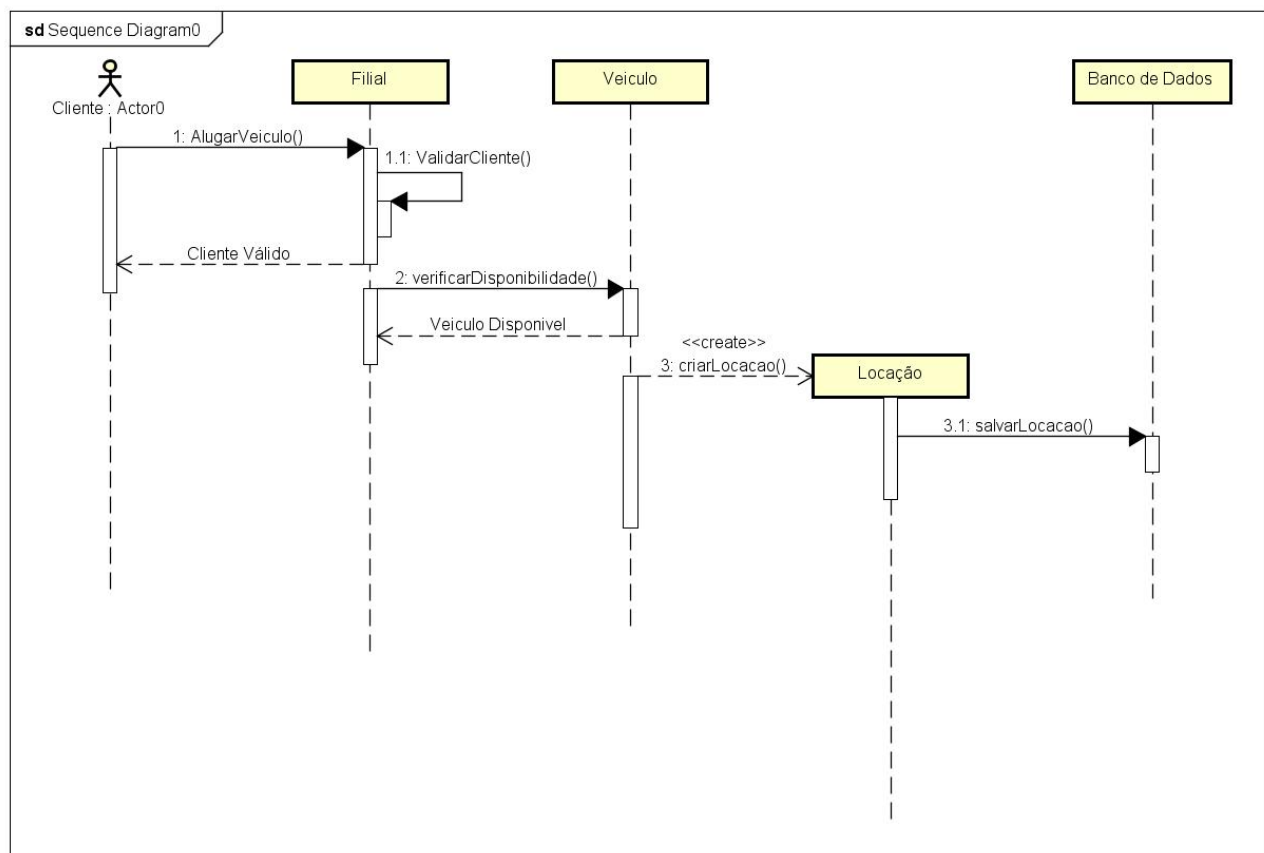 sd Sequence Diagram0
Cliente : Actor0
Filial
Veiculo
Banco de Dados
1: AlugarVeiculo()
1.1: ValidarCliente()
Cliente Válido
2: verificarDisponibilidade()
Veiculo Disponivel
<<create>>
3: criarLocacao()
Locação
3.1: salvarLocacao()